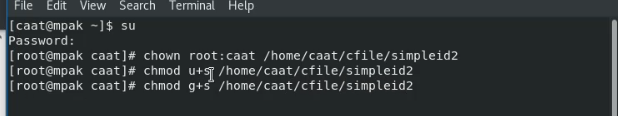 File Edit View Search Terminal Help
[caat@mpak ~]$ su
Password:
[root@mpak caat]# chown root:caat /home/caat/cfile/simpleid2
[root@mpak caat]# chmod u+s /home/caat/cfile/simpleid2
[root@mpak caat]# chmod g+s /home/caat/cfile/simpleid2